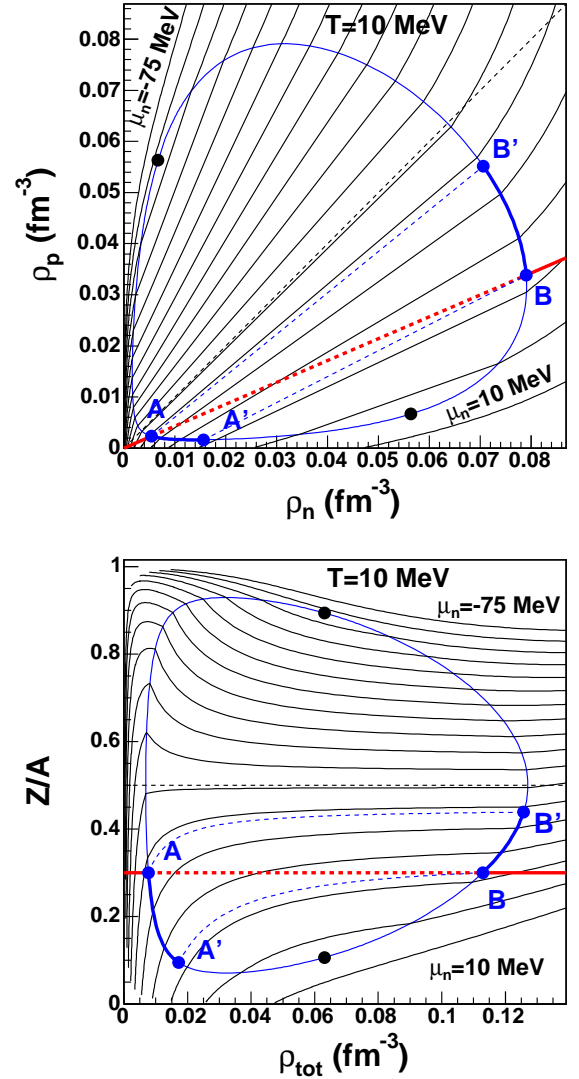 T=10 MeV
μn=-75 MeV
0.08
0.07
0.06
0.05
0.04
0.03
0.02
0.01
0
ρp (fm-3)
B'
B
A
A'
μn=10 MeV
0 0.01 0.02 0.03 0.04 0.05 0.06 0.07 0.08
ρn (fm-3)
1
0.8
0.6
0.4
0.2
0
Z/A
T=10 MeV
μn=-75 MeV
A
B'
B
A'
μn=10 MeV
0 0.02 0.04 0.06 0.08 0.1 0.12
ρtot (fm-3)